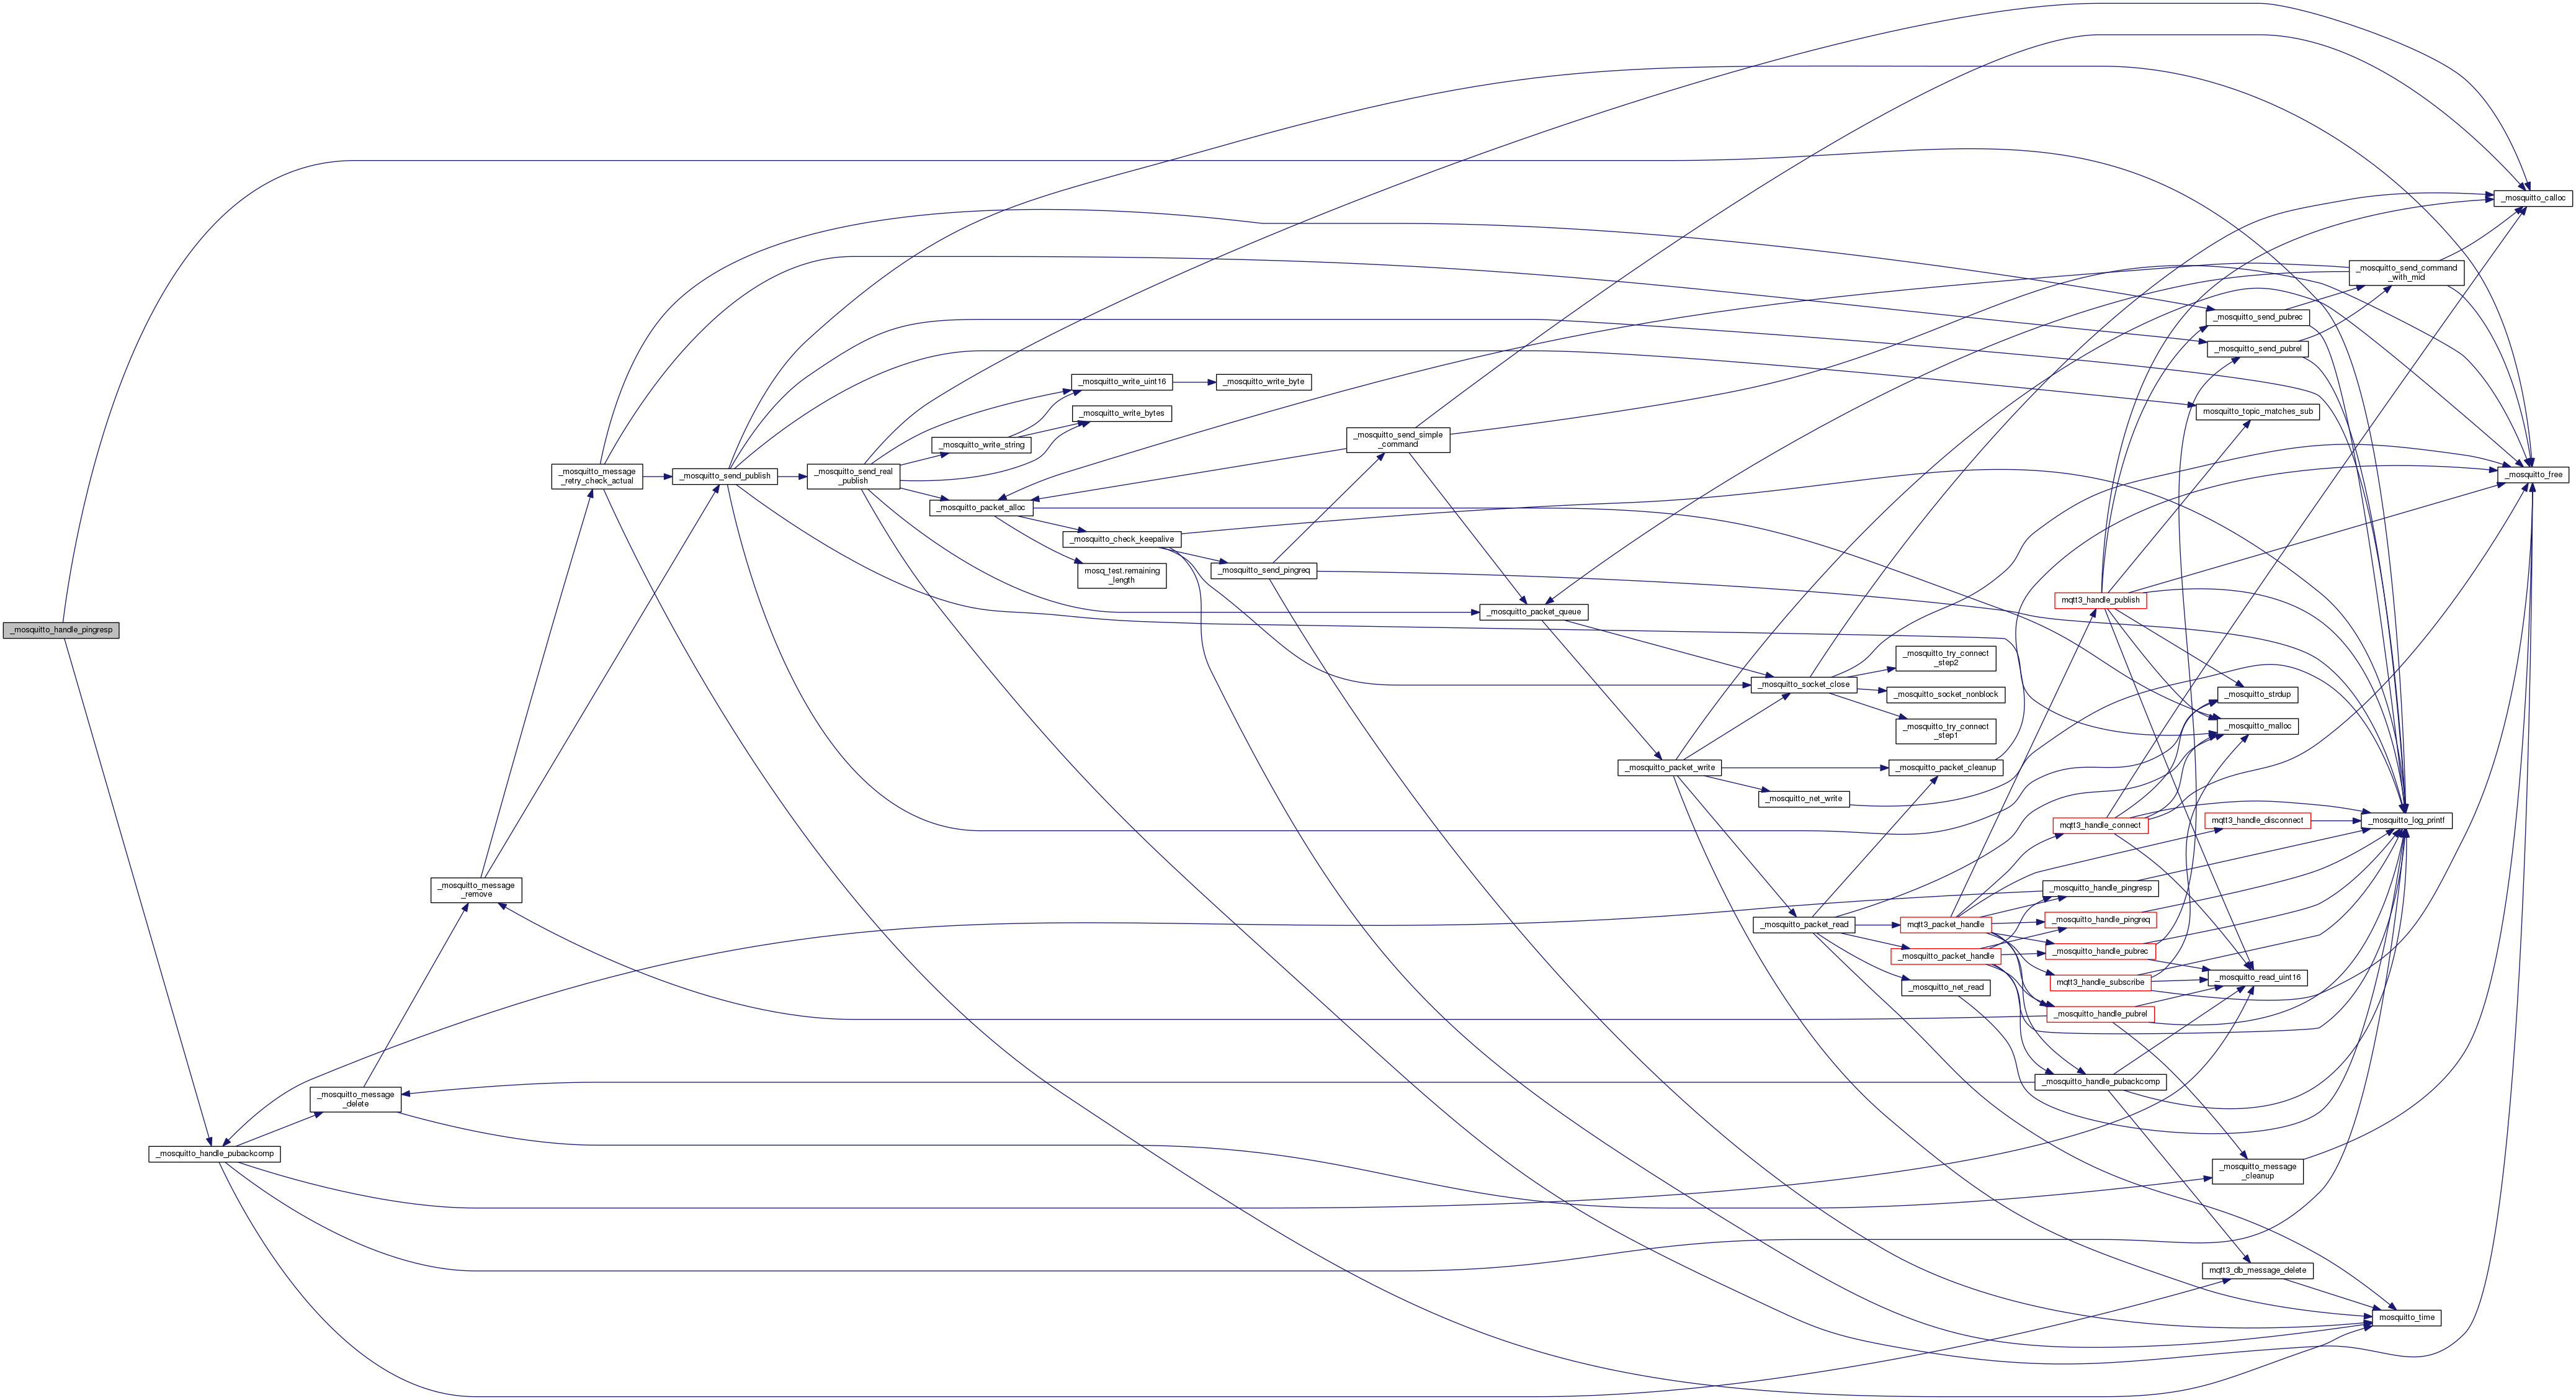 _mosquitto_handle_pingresp
_mosquitto_handle_pubackcomp
_mosquitto_message
_delete
_mosquitto_message
_remove
_mosquitto_message
_retry_check_actual
_mosquitto_send_publish
_mosquitto_send_real
_publish
_mosquitto_write_string
_mosquitto_packet_alloc
_mosquitto_write_uint16
_mosquitto_write_bytes
_mosquitto_check_keepalive
mosq_test.remaining
_length
_mosquitto_write_byte
_mosquitto_send_pingreq
_mosquitto_send_simple
_command
_mosquitto_packet_queue
_mosquitto_packet_write
_mosquitto_socket_close
_mosquitto_net_write
_mosquitto_packet_read
_mosquitto_try_connect
_step2
_mosquitto_socket_nonblock
_mosquitto_try_connect
_step1
_mosquitto_packet_cleanup
mqtt3_packet_handle
_mosquitto_packet_handle
_mosquitto_net_read
mqtt3_handle_publish
mqtt3_handle_connect
_mosquitto_handle_pingresp
_mosquitto_handle_pingreq
_mosquitto_handle_pubrec
mqtt3_handle_subscribe
_mosquitto_handle_pubrel
_mosquitto_handle_pubackcomp
_mosquitto_send_pubrec
_mosquitto_send_pubrel
mosquitto_topic_matches_sub
_mosquitto_strdup
_mosquitto_malloc
mqtt3_handle_disconnect
_mosquitto_read_uint16
_mosquitto_message
_cleanup
mqtt3_db_message_delete
_mosquitto_send_command
_with_mid
_mosquitto_log_printf
mosquitto_time
_mosquitto_calloc
_mosquitto_free